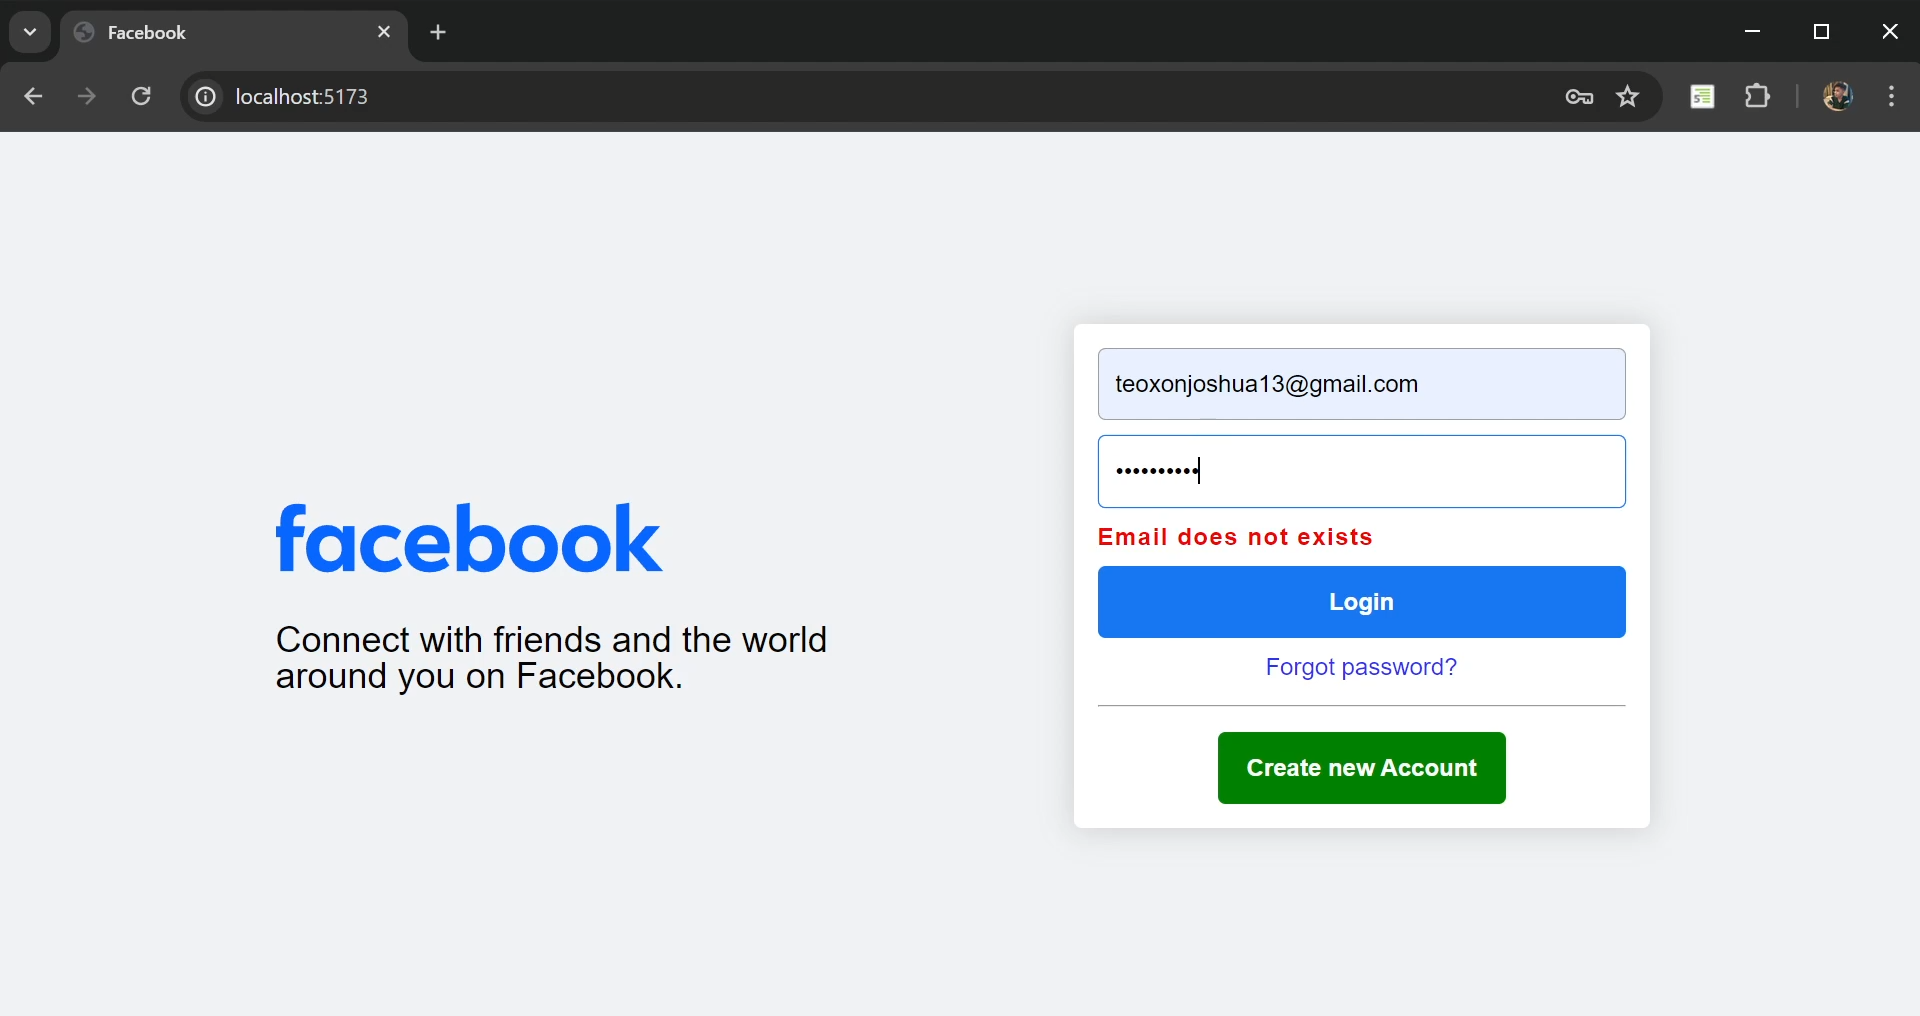 Facebook
localhost:5173
facebook
Connect with friends and the world
around you on Facebook.
teoxonjoshua13@gmail.com
••••••••••
Email does not exists
Login
Forgot password?
Create new Account